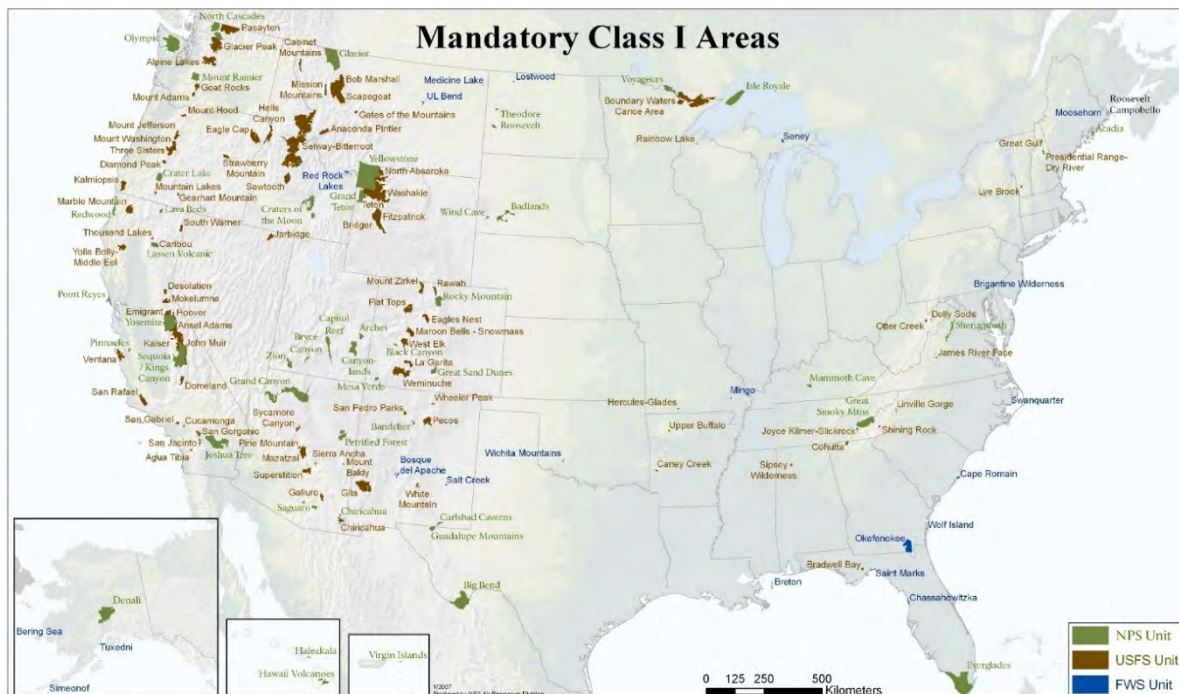 Mandatory Class I Areas
North Cascades
Pasayten
Olympic
Glacier Peak
Alpine Lakes
Mount Rainier
Goat Rocks
Mount Adams
Mount Hood
Mount Jefferson
Mount Washington
Three Sisters
Diamond Peak
Crater Lake
Kalmiopsis
Mountain Lakes
Gearhart Mountain
Marble Mountain
Redwood
Lava Beds
South Warner
Thousand Lakes
Caribou
Lassen Volcanic
Yolla Bolly-
Middle Eel
Cabinet
Mountains
Glacier
Mission
Mountains
Bob Marshall
Scapegoat
Gates of the Mountains
Anaconda Pintler
Selway-Bitterroot
Hells
Canyon
Eagle Cap
Strawberry
Mountain
Sawtooth
Red Rock
Lakes
Craters of
the Moon
Jarbidge
Yellowstone
North Absaroka
Washakie
Grand
Teton
Teton
Fitzpatrick
Bridger
Medicine Lake
UL Bend
Lostwood
Theodore
Roosevelt
Wind Cave
Badlands
Voyageurs
Boundary Waters
Canoe Area
Isle Royale
Rainbow Lake
Seney
Moosehorn
Roosevelt
Campobello
Acadia
Great Gulf
Presidential Range-
Dry River
Lye Brook
Brigantine Wilderness
Desolation
Mokelumne
Point Reyes
Emigrant
Hoover
Yosemite
Ansel Adams
Kaiser
John Muir
Pinnacles
Ventana
Sequoia
/ Kings
Canyon
Domeland
San Rafael
San Gabriel
Cucamonga
San Gorgonio
San Jacinto
Agua Tibia
Joshua Tree
Mount Zirkel
Rawah
Rocky Mountain
Flat Tops
Eagles Nest
Maroon Bells - Snowmass
West Elk
Black Canyon
La Garita
Great Sand Dunes
Weminuche
Capitol
Reef
Arches
Bryce
Canyon
Canyon-
lands
Zion
Mesa Verde
Grand Canyon
Wheeler Peak
San Pedro Parks
Pecos
Bandelier
Sycamore
Canyon
Petrified Forest
Pine Mountain
Mazatzal
Sierra Ancha
Mount
Baldy
Superstition
Bosque
del Apache
Salt Creek
White
Mountain
Galiuro
Gila
Saguaro
Chiricahua
Chiricahua
Carlsbad Caverns
Guadalupe Mountains
Big Bend
Wichita Mountains
Hercules-Glades
Upper Buffalo
Caney Creek
Mingo
Mammoth Cave
Dolly Sods
Otter Creek
Shenandoah
James River Face
Great
Smoky Mtns
Linville Gorge
Swanquarter
Joyce Kilmer-Slickrock
Shining Rock
Cohutta
Sipsey
Wilderness
Cape Romain
Wolf Island
Okefenokee
Bradwell Bay
Saint Marks
Breton
Chassahowitzka
Everglades
Denali
Bering Sea
Tuxedni
Simeonof
Haleakala
Hawaii Volcanoes
Virgin Islands
1/2007
0 125 250 500
Kilometers
NPS Unit
USFS Unit
FWS Unit